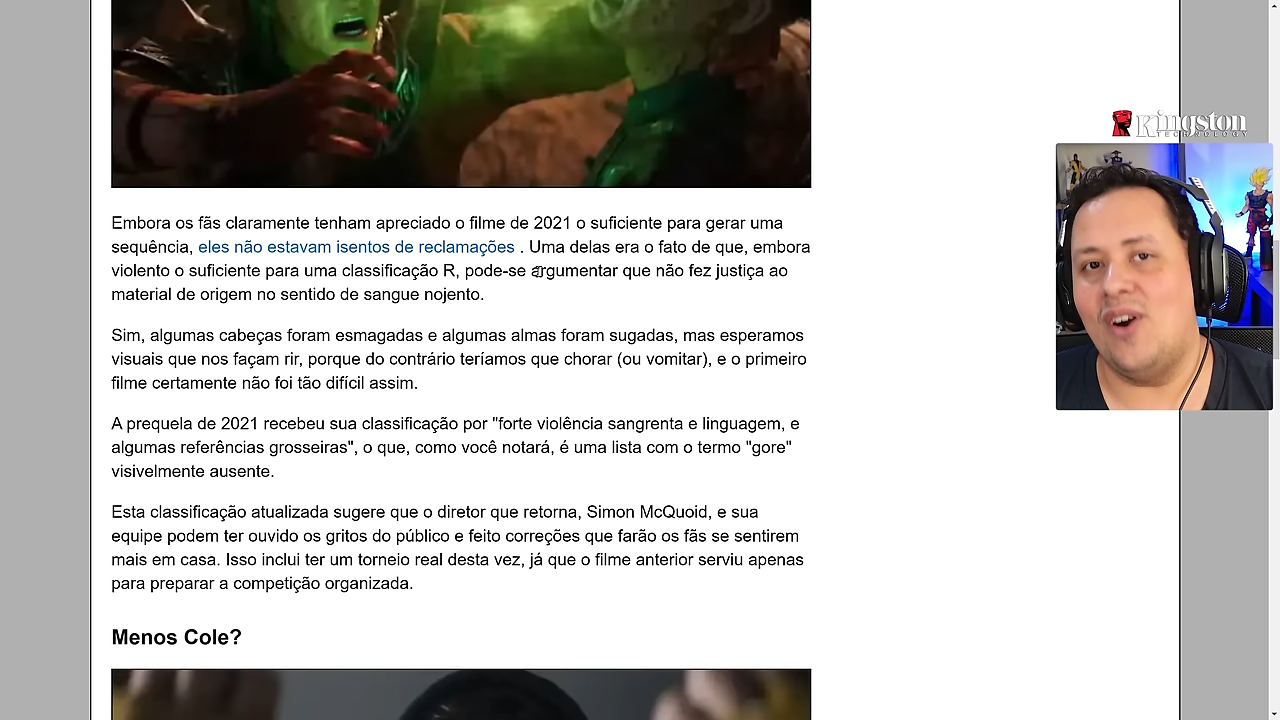 Kingston
TECHNOLOGY
Embora os fãs claramente tenham apreciado o filme de 2021 o suficiente para gerar uma
sequência, eles não estavam isentos de reclamações . Uma delas era o fato de que, embora
violento o suficiente para uma classificação R, pode-se argumentar que não fez justiça ao
material de origem no sentido de sangue nojento.
Sim, algumas cabeças foram esmagadas e algumas almas foram sugadas, mas esperamos
visuais que nos façam rir, porque do contrário teríamos que chorar (ou vomitar), e o primeiro
filme certamente não foi tão difícil assim.
A prequela de 2021 recebeu sua classificação por "forte violência sangrenta e linguagem, e
algumas referências grosseiras", o que, como você notará, é uma lista com o termo "gore"
visivelmente ausente.
Esta classificação atualizada sugere que o diretor que retorna, Simon McQuoid, e sua
equipe podem ter ouvido os gritos do público e feito correções que farão os fãs se sentirem
mais em casa. Isso inclui ter um torneio real desta vez, já que o filme anterior serviu apenas
para preparar a competição organizada.
Menos Cole?